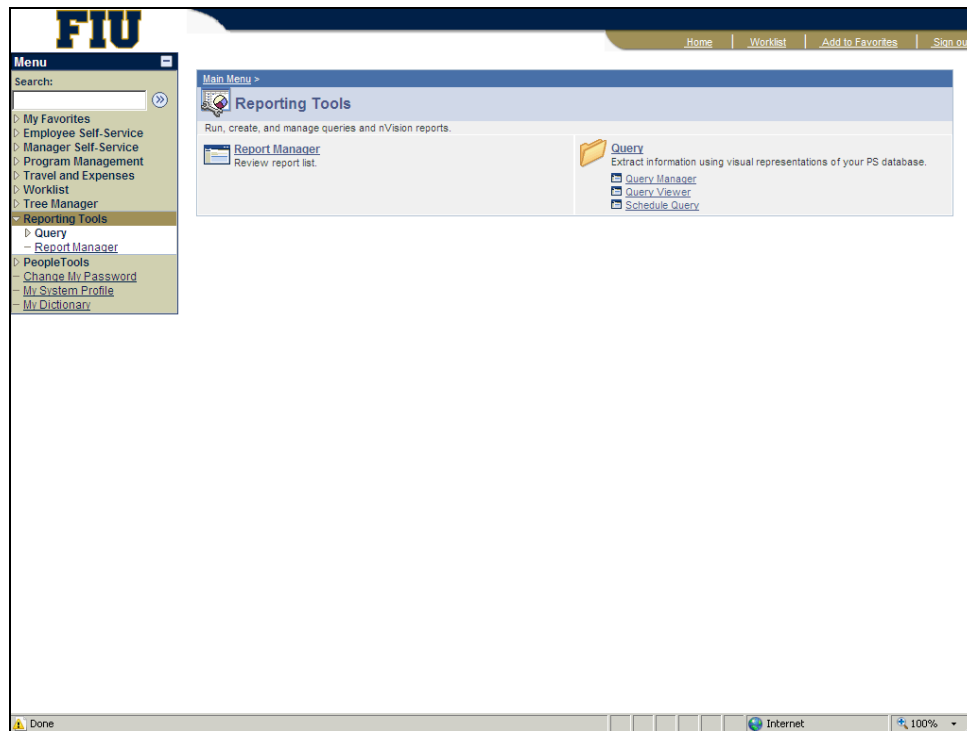 FIU
Home
Worklist
Add to Favorites
Sign ou
Menu
Search:
My Favorites
Employee Self-Service
Manager Self-Service
Program Management
Travel and Expenses
Worklist
Tree Manager
Reporting Tools
Query
Report Manager
PeopleTools
Change My Password
My System Profile
My Dictionary
Main Menu >
Reporting Tools
Run, create, and manage queries and nVision reports.
Report Manager
Review report list.
Query
Extract information using visual representations of your PS database.
Query Manager
Query Viewer
Schedule Query
Done
Internet
100%